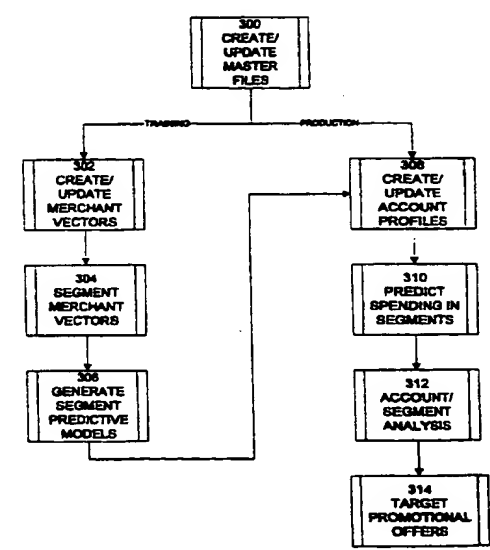 300
CREATE/
UPDATE
MASTER
FILES
TRAINING
PRODUCTION
302
CREATE/
UPDATE
MERCHANT
VECTORS
304
SEGMENT
MERCHANT
VECTORS
306
GENERATE
SEGMENT
PREDICTIVE
MODELS
308
CREATE/
UPDATE
ACCOUNT
PROFILES
310
PREDICT
SPENDING IN
SEGMENTS
312
ACCOUNT/
SEGMENT
ANALYSIS
314
TARGET
PROMOTIONAL
OFFERS